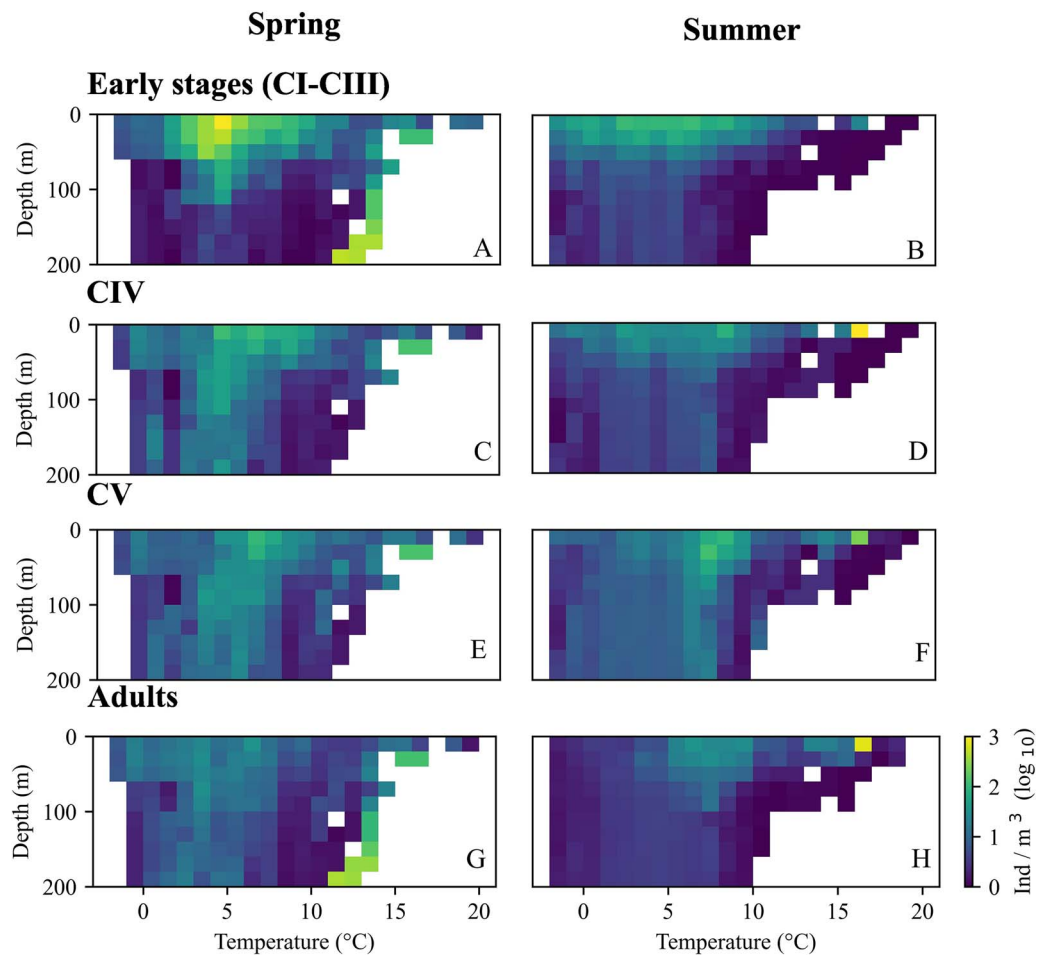 Spring Summer
Early stages (CI-CIII)
0
100
200
Depth (m)
A B
CIV
0
100
200
Depth (m)
C D
CV
0
100
200
Depth (m)
E F
Adults
0
100
200
Depth (m)
G H
3
2
1
0
Ind / m ³ (log 10)
0 5 10 15 20 0 5 10 15 20
Temperature (°C) Temperature (°C)